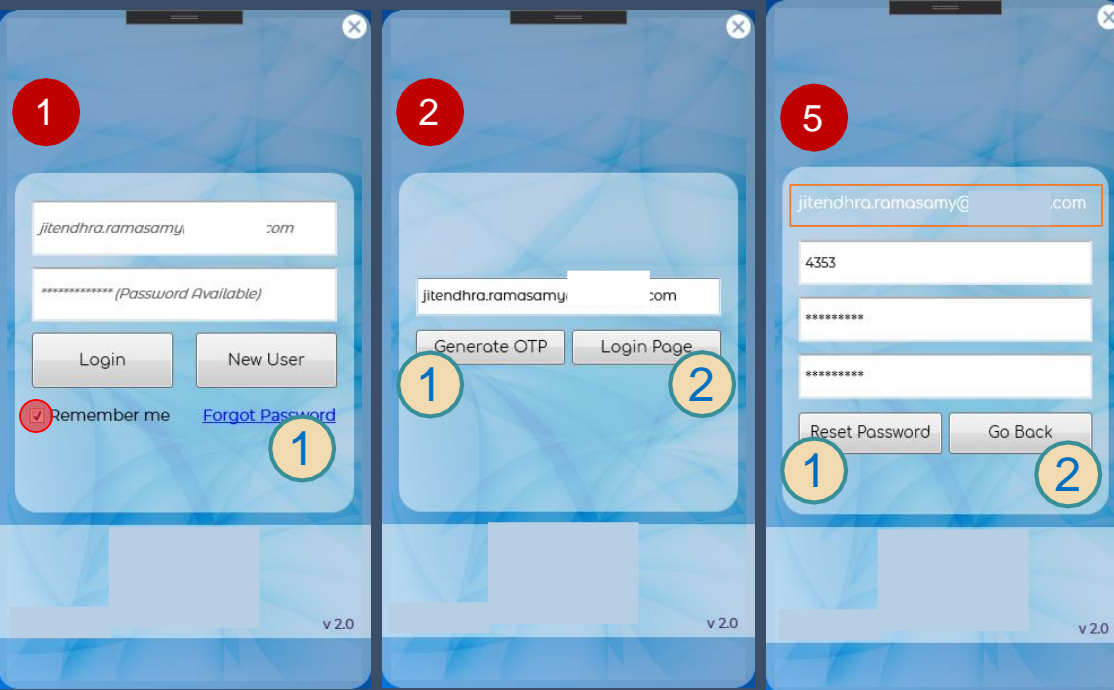 1
jitendhra.ramasamy com
************* (Password Available)
Login New User
Remember me Forgot Password
1
v 2.0
2
jitendhra.ramasamy .com
Generate OTP Login Page
1 2
v 2.0
5
jitendhra.ramasamy@ .com
4353
*********
*********
Reset Password Go Back
1 2
v 2.0